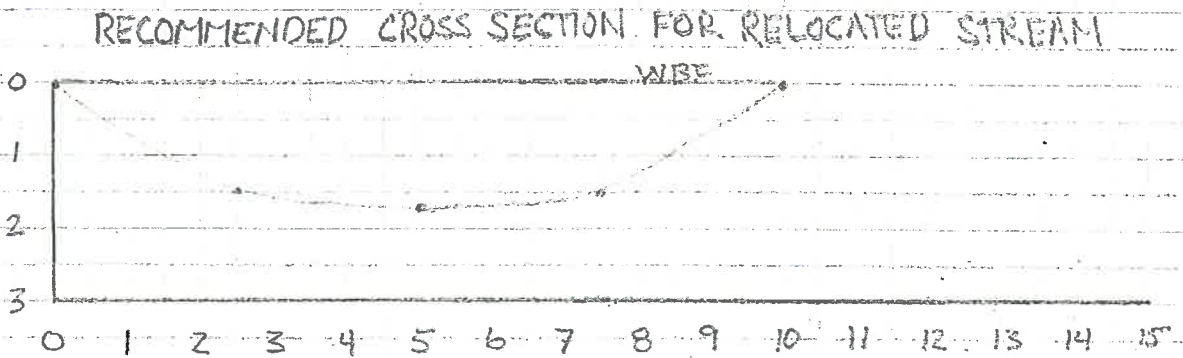 RECOMMENDED CROSS SECTION FOR RELOCATED STREAM
WBF
0
1
2
3
0 1 2 3 4 5 6 7 8 9 10 11 12 13 14 15